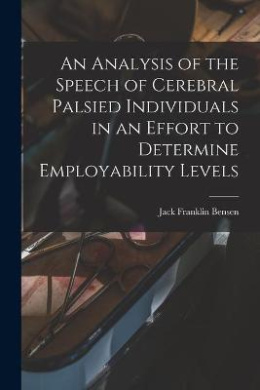 An Analysis of the
Speech of Cerebral
Palsied Individuals
in an Effort to
Determine
Employability Levels
Jack Franklin Bensen